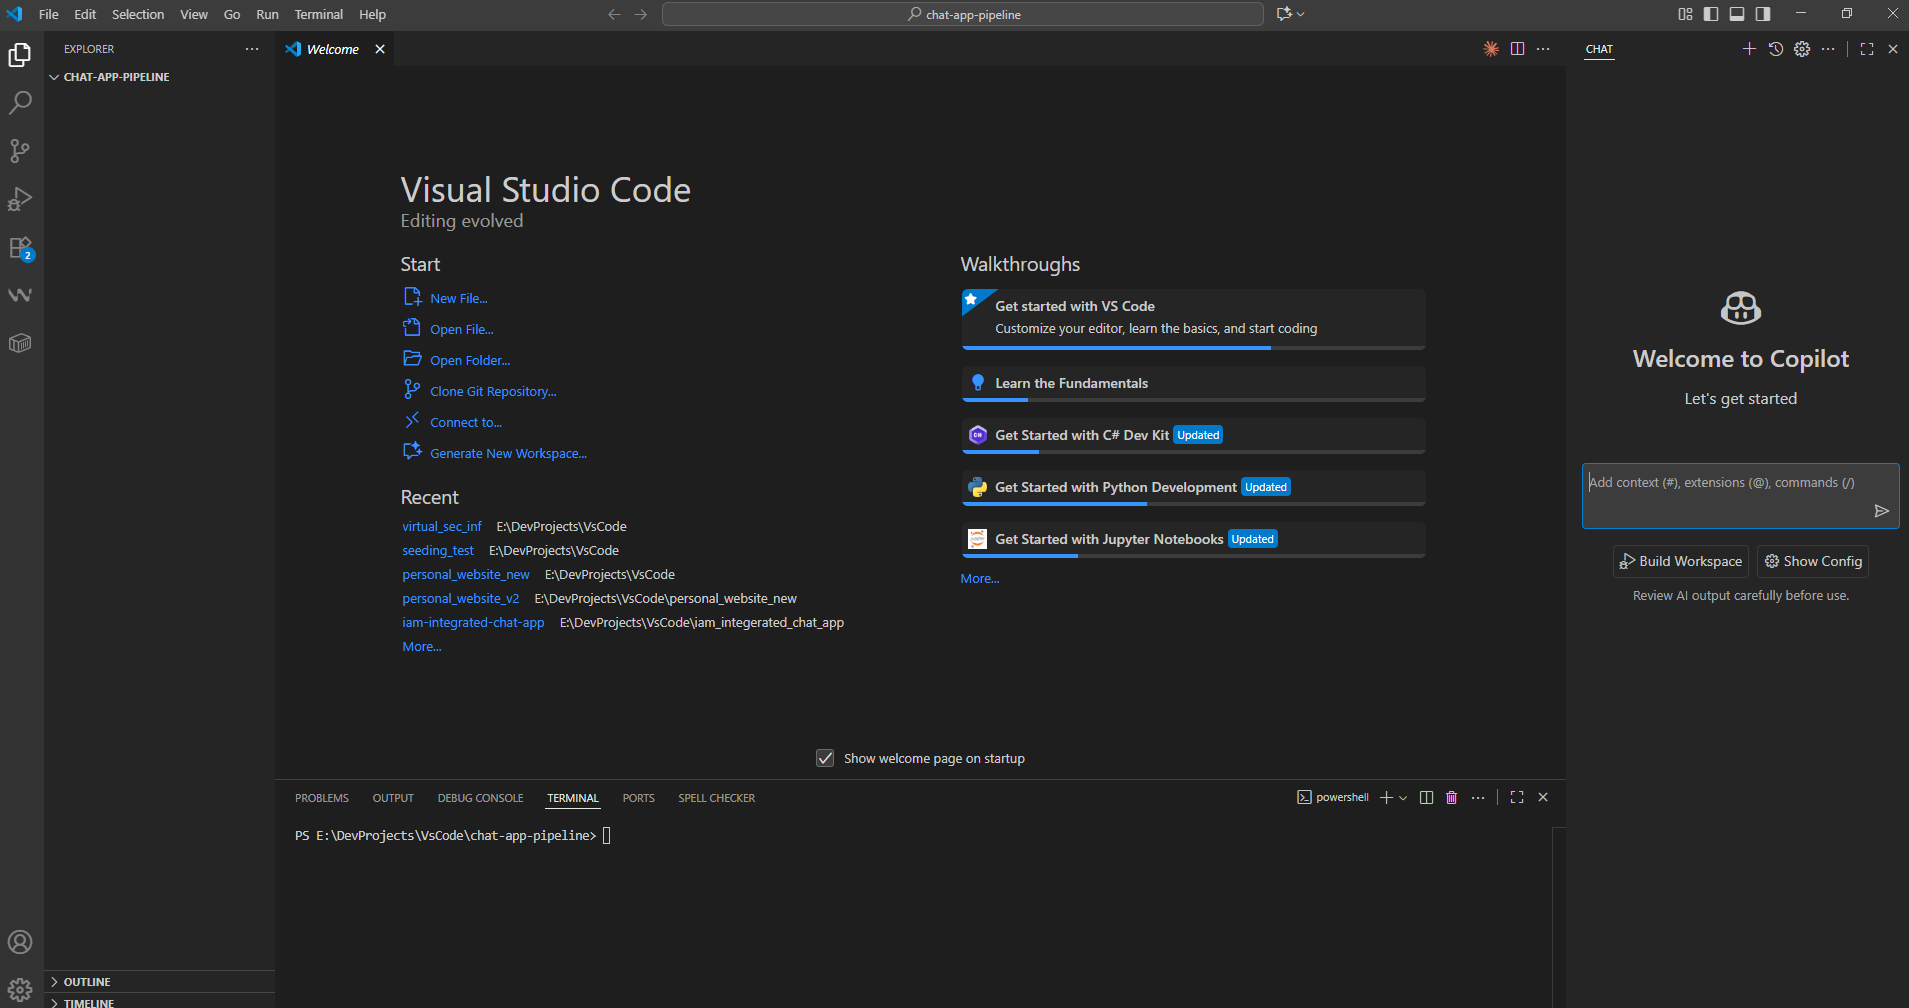 File Edit Selection View Go Run Terminal Help
chat-app-pipeline
EXPLORER
CHAT-APP-PIPELINE
2
OUTLINE
TIMELINE
Welcome
Visual Studio Code
Editing evolved
Start
New File...
Open File...
Open Folder...
Clone Git Repository...
Connect to...
Generate New Workspace...
Recent
virtual_sec_inf E:\DevProjects\VsCode
seeding_test E:\DevProjects\VsCode
personal_website_new E:\DevProjects\VsCode
personal_website_v2 E:\DevProjects\VsCode\personal_website_new
iam-integrated-chat-app E:\DevProjects\VsCode\iam_integerated_chat_app
More...
Walkthroughs
Get started with VS Code
Customize your editor, learn the basics, and start coding
Learn the Fundamentals
Get Started with C# Dev Kit Updated
Get Started with Python Development Updated
Get Started with Jupyter Notebooks Updated
More...
Show welcome page on startup
PROBLEMS OUTPUT DEBUG CONSOLE TERMINAL PORTS SPELL CHECKER
powershell
PS E:\DevProjects\VsCode\chat-app-pipeline>
CHAT
Welcome to Copilot
Let's get started
Add context (#), extensions (@), commands (/)
Build Workspace Show Config
Review AI output carefully before use.